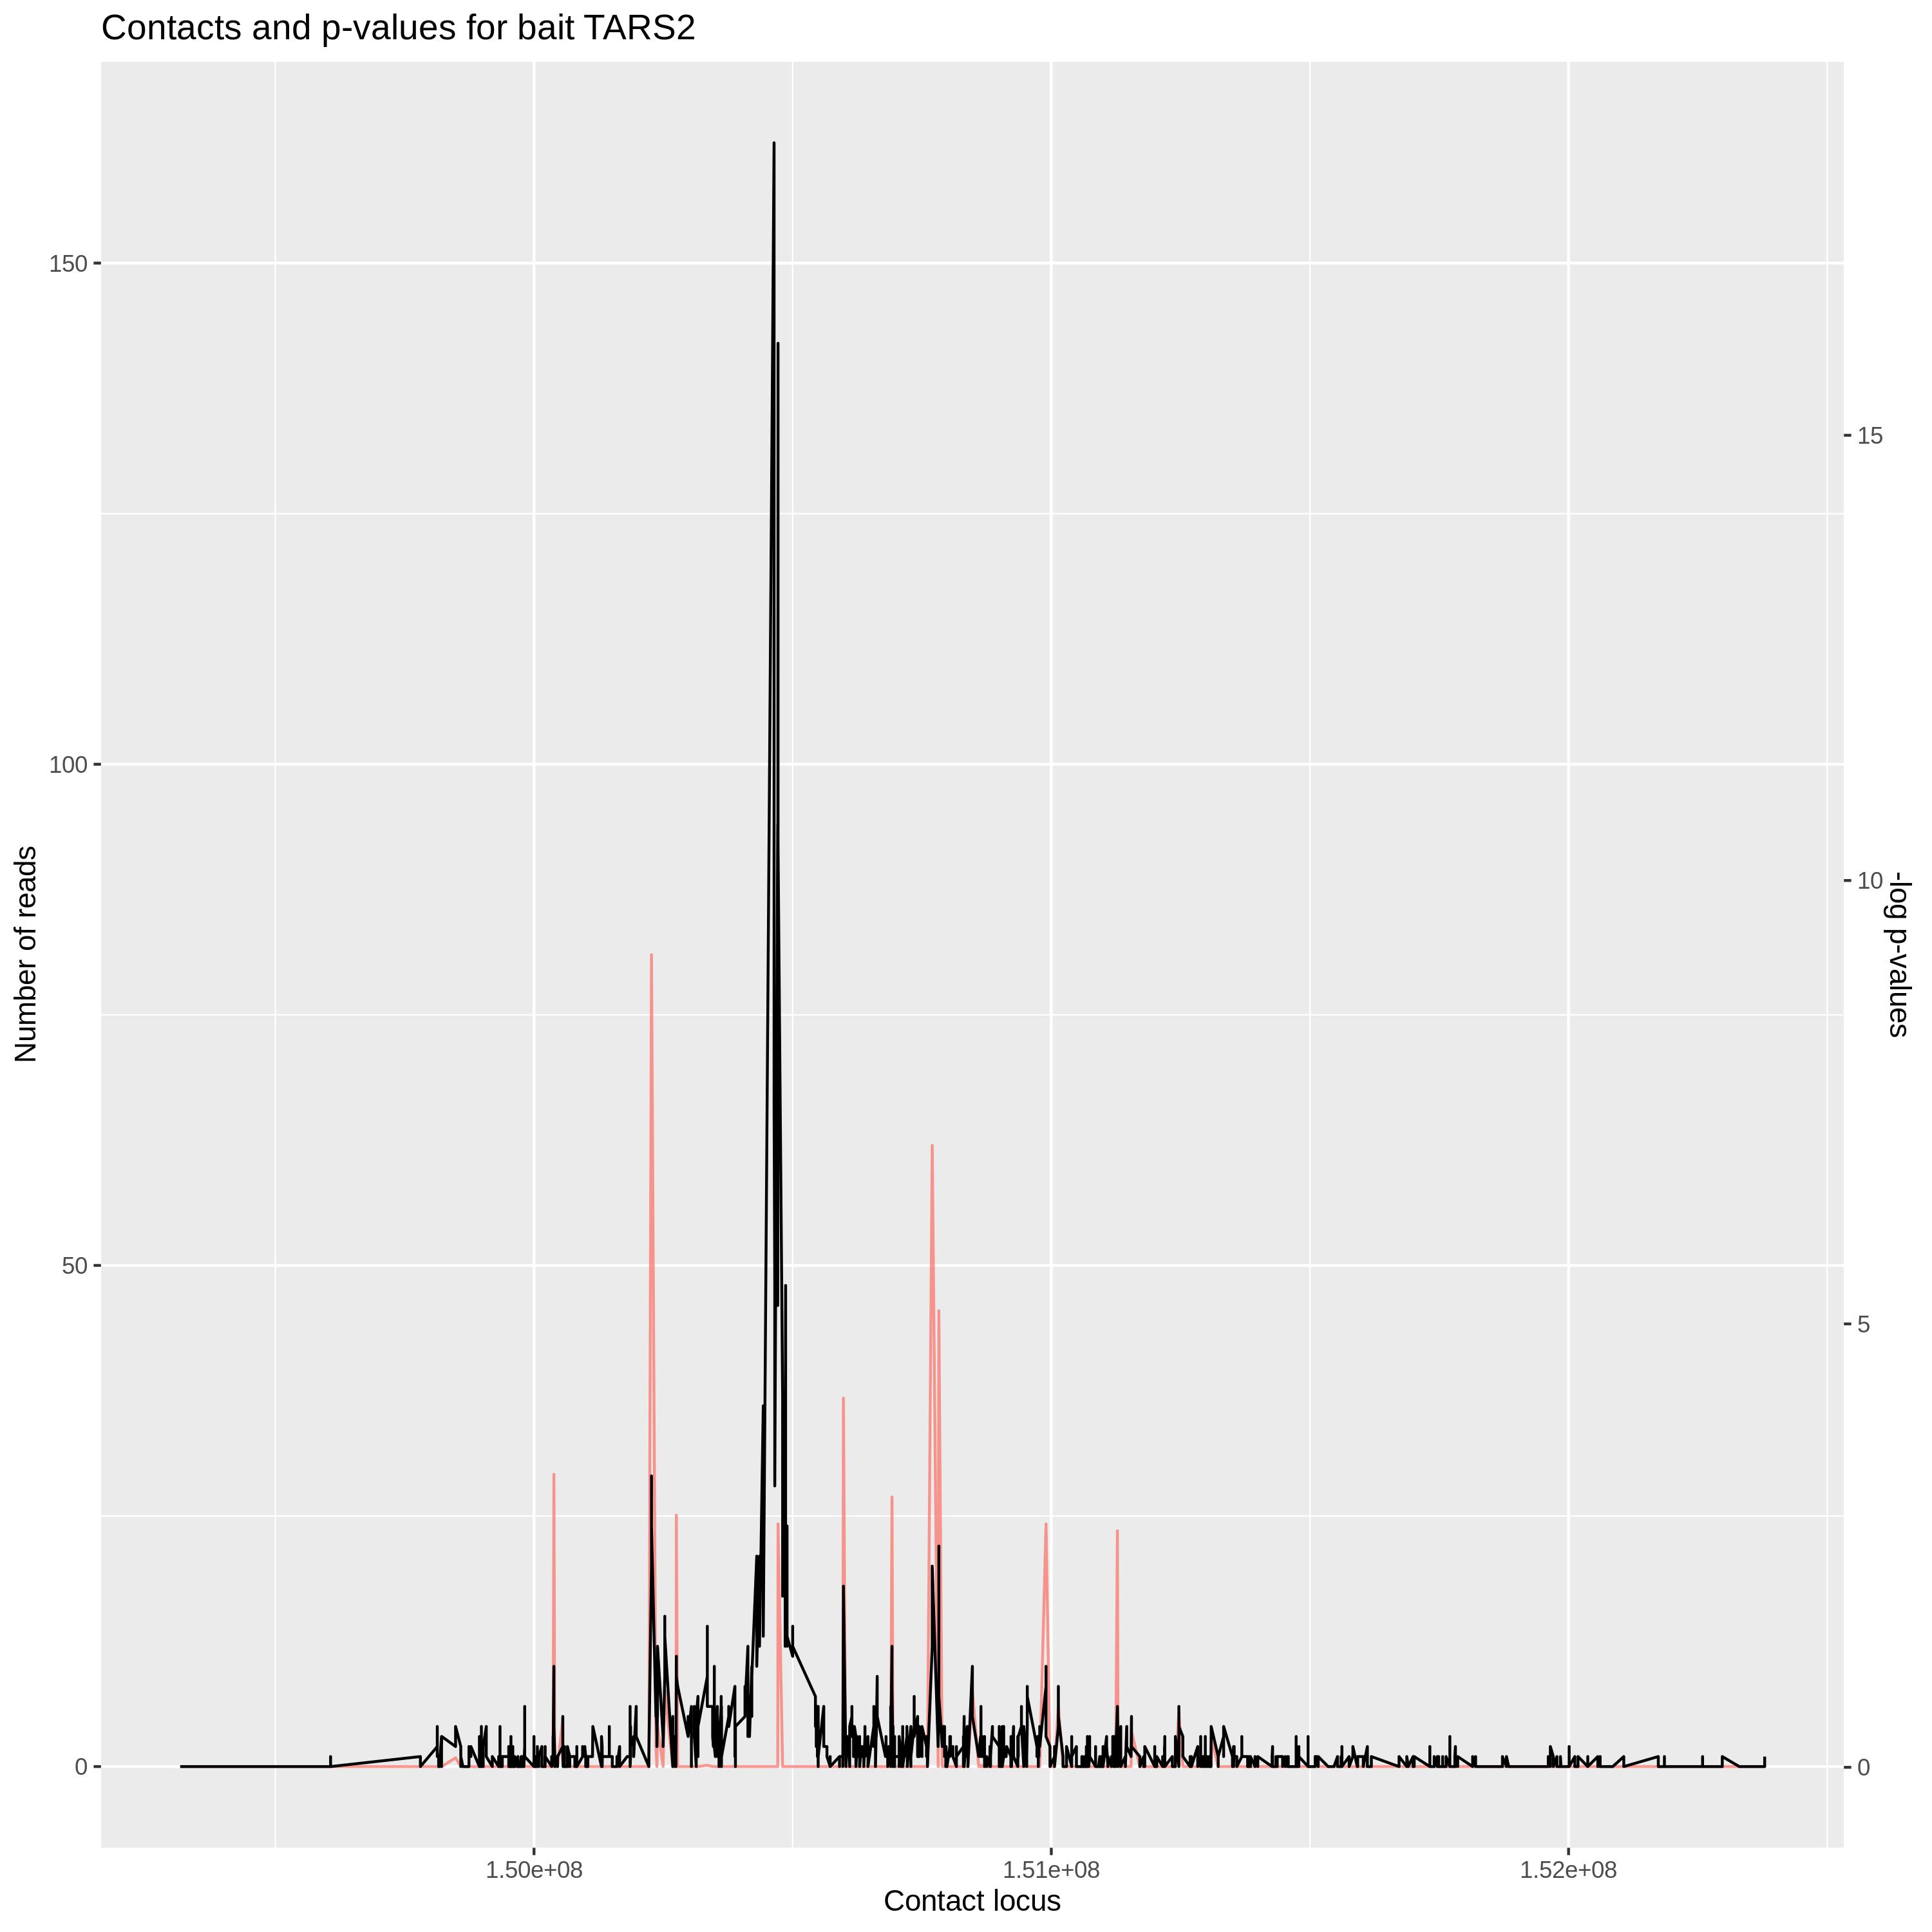 Contacts and p-values for bait TARS2
150
100
50
0
Number of reads
15
10
5
0
-log p-values
1.50e+08
1.51e+08
1.52e+08
Contact locus